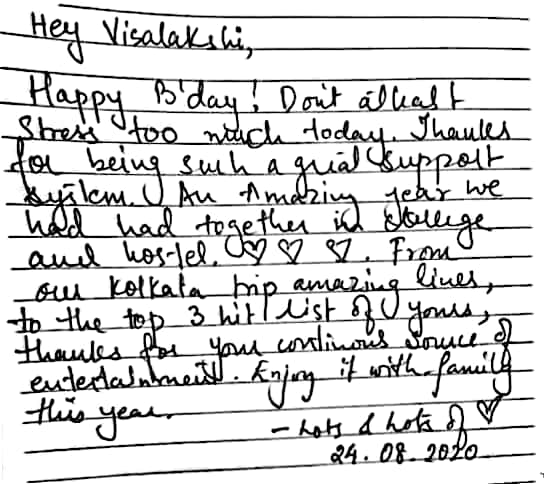 Hey Visalakshi,
Happy B'day! Don't atleast
stress too much today. Thanks
for being such a great support
system. An Amazing year we
had had together in college
and hostel. ♡ ♡ ♡. From
our Kolkata trip amazing lines,
to the top 3 hit list of yours,
thanks for your continous source of
entertainment. Enjoy it with family
this year.
- Lots & Lots of ♡
24.08.2020